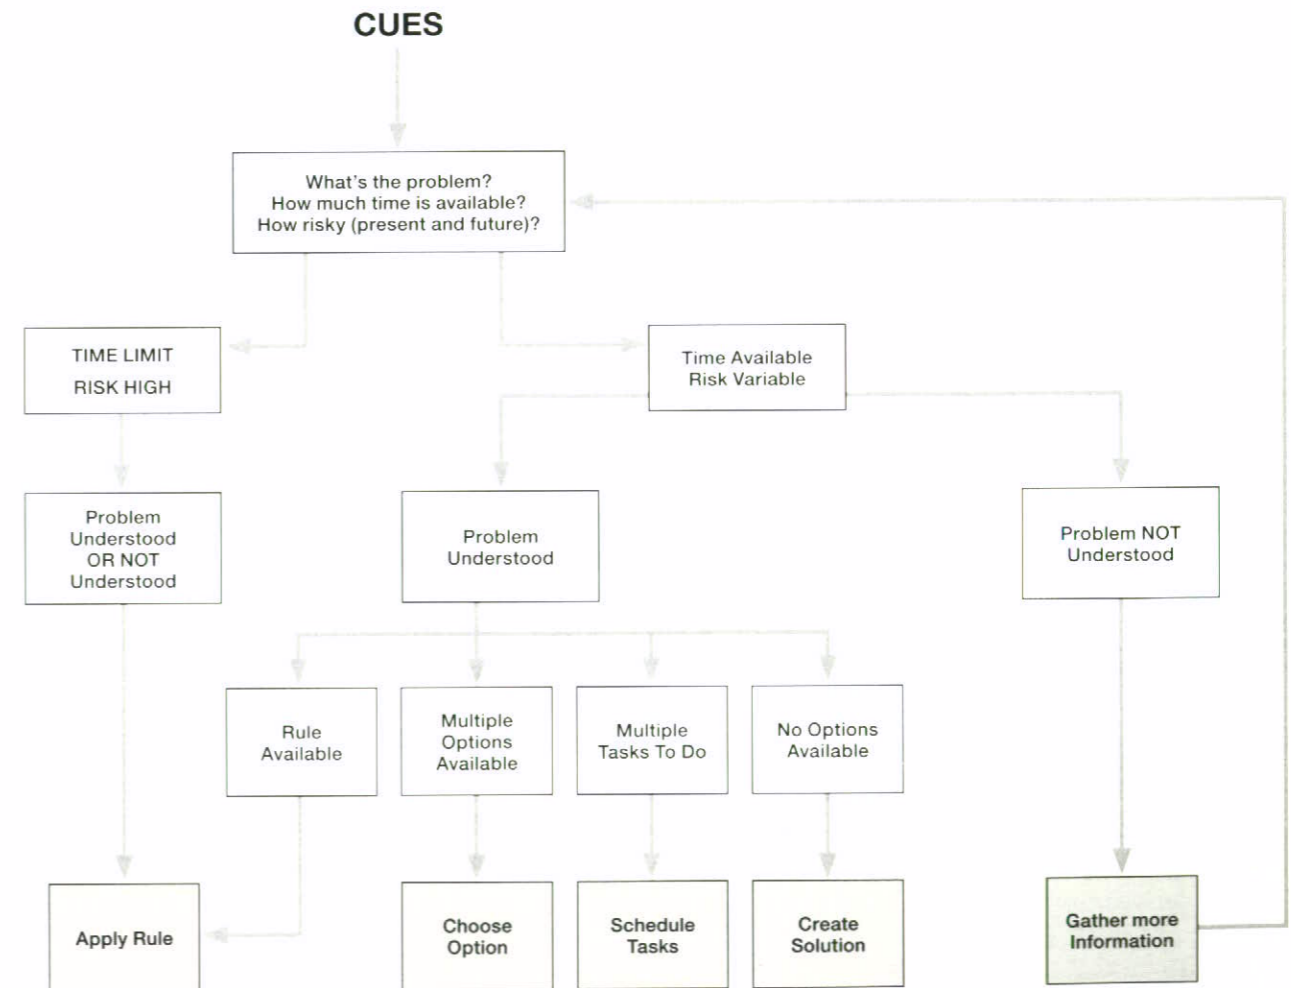 CUES
What's the problem?
How much time is available?
How risky (present and future)?
TIME LIMIT
RISK HIGH
Time Available
Risk Variable
Problem
Understood
OR NOT
Understood
Problem
Understood
Problem NOT
Understood
Rule
Available
Multiple
Options
Available
Multiple
Tasks To Do
No Options
Available
Apply Rule
Choose
Option
Schedule
Tasks
Create
Solution
Gather more
Information